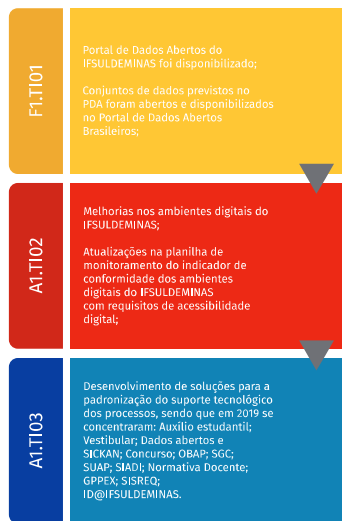 F1.TI01
Portal de Dados Abertos do
IFSULDEMINAS foi disponibilizado;
Conjuntos de dados previstos no
PDA foram abertos e disponibilizados
no Portal de Dados Abertos
Brasileiros;
A1.TI02
Melhorias nos ambientes digitais do
IFSULDEMINAS;
Atualizações na planilha de
monitoramento do indicador de
conformidade dos ambientes
digitais do IFSULDEMINAS
com requisitos de acessibilidade
digital;
A1.TI03
Desenvolvimento de soluções para a
padronização do suporte tecnológico
dos processos, sendo que em 2019 se
concentraram: Auxílio estudantil;
Vestibular; Dados abertos e
SICKAN; Concurso; OBAP; SGC;
SUAP; SIADI; Normativa Docente;
GPPEX; SISREQ;
ID@IFSULDEMINAS.